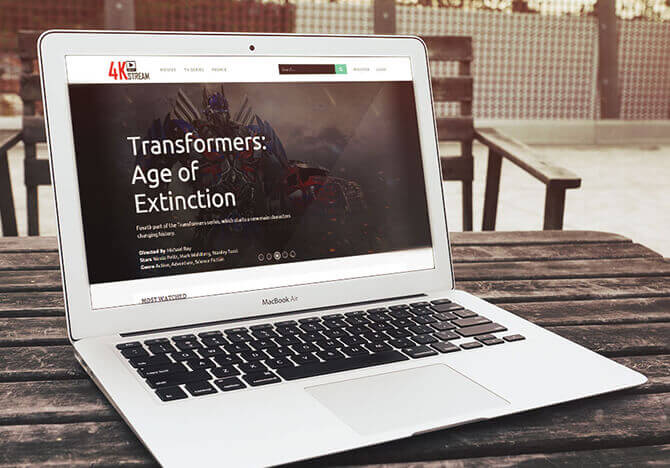 4K STREAM
MOVIES TV SERIES PEOPLE
Search...
REGISTER LOGIN
Transformers:
Age of
Extinction
Fourth part of the Transformers series, which starts a new main characters
changing history.
Directed By Michael Bay
Stars Nicola Peltz, Mark Wahlberg, Stanley Tucci
Genre Action, Adventure, Science Fiction
MOST WATCHED
MacBook Air